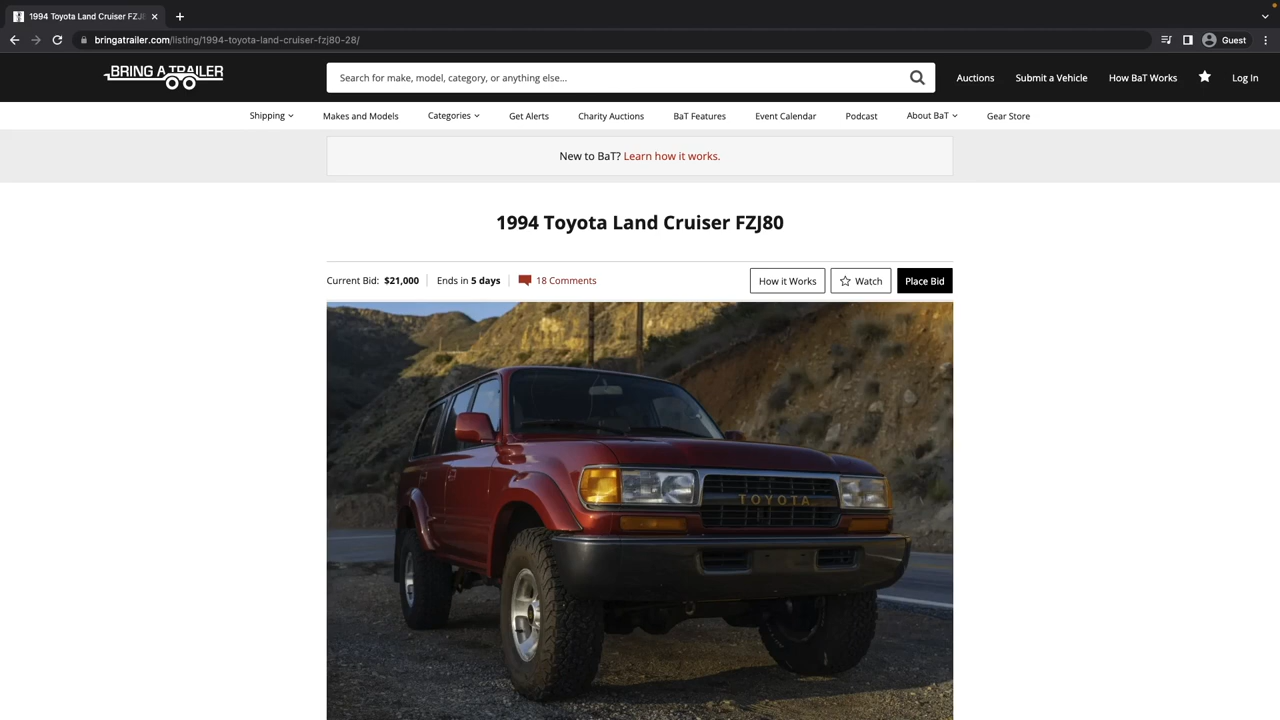 1994 Toyota Land Cruiser FZJ
bringatrailer.com/listing/1994-toyota-land-cruiser-fzj80-28/
Guest
BRING A TRAILER
Search for make, model, category, or anything else...
Auctions
Submit a Vehicle
How BaT Works
Log In
Shipping
Makes and Models
Categories
Get Alerts
Charity Auctions
BaT Features
Event Calendar
Podcast
About BaT
Gear Store
New to BaT? Learn how it works.
1994 Toyota Land Cruiser FZJ80
Current Bid: $21,000
Ends in 5 days
18 Comments
How it Works
Watch
Place Bid
TOYOTA